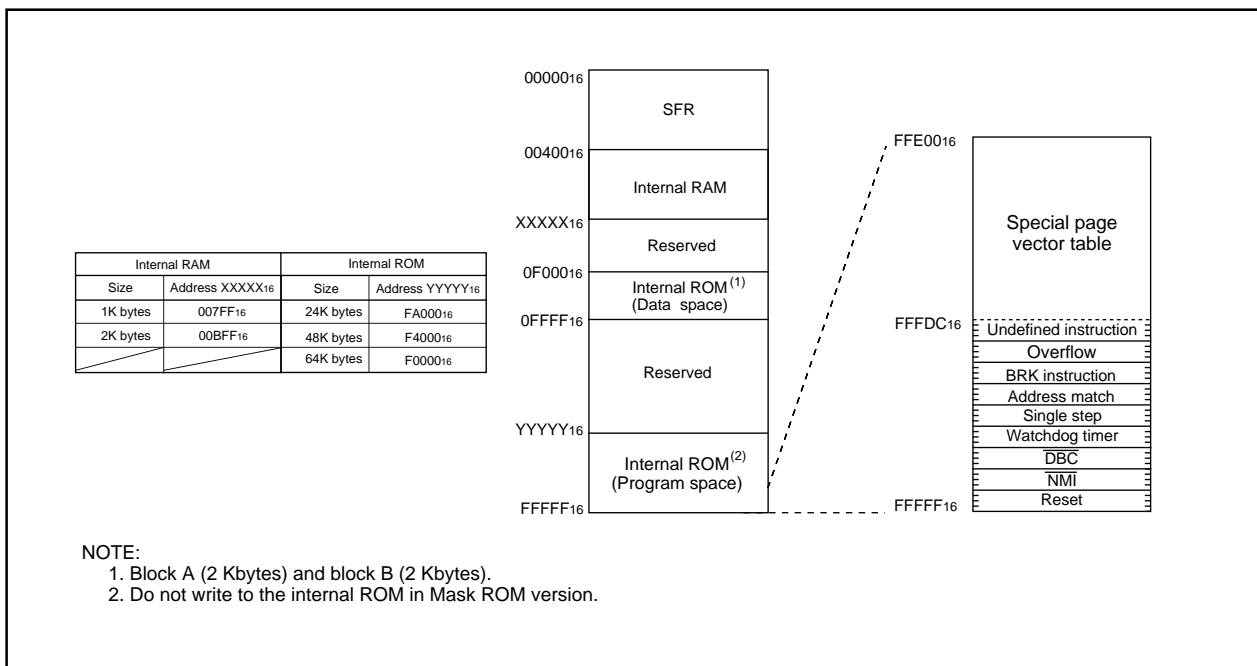 Internal RAM Internal ROM
Size Address XXXXX16 Size Address YYYYY16
1K bytes 007FF16 24K bytes FA00016
2K bytes 00BFF16 48K bytes F400016
64K bytes F000016
0000016
SFR
0040016
Internal RAM
XXXXX16
Reserved
0F00016
Internal ROM(1)
(Data space)
0FFFF16
Reserved
YYYYY16
Internal ROM(2)
(Program space)
FFFFF16
FFE0016
Special page
vector table
FFFDC16
Undefined instruction
Overflow
BRK instruction
Address match
Single step
Watchdog timer
DBC
NMI
Reset
FFFFF16
NOTE:
1. Block A (2 Kbytes) and block B (2 Kbytes).
2. Do not write to the internal ROM in Mask ROM version.